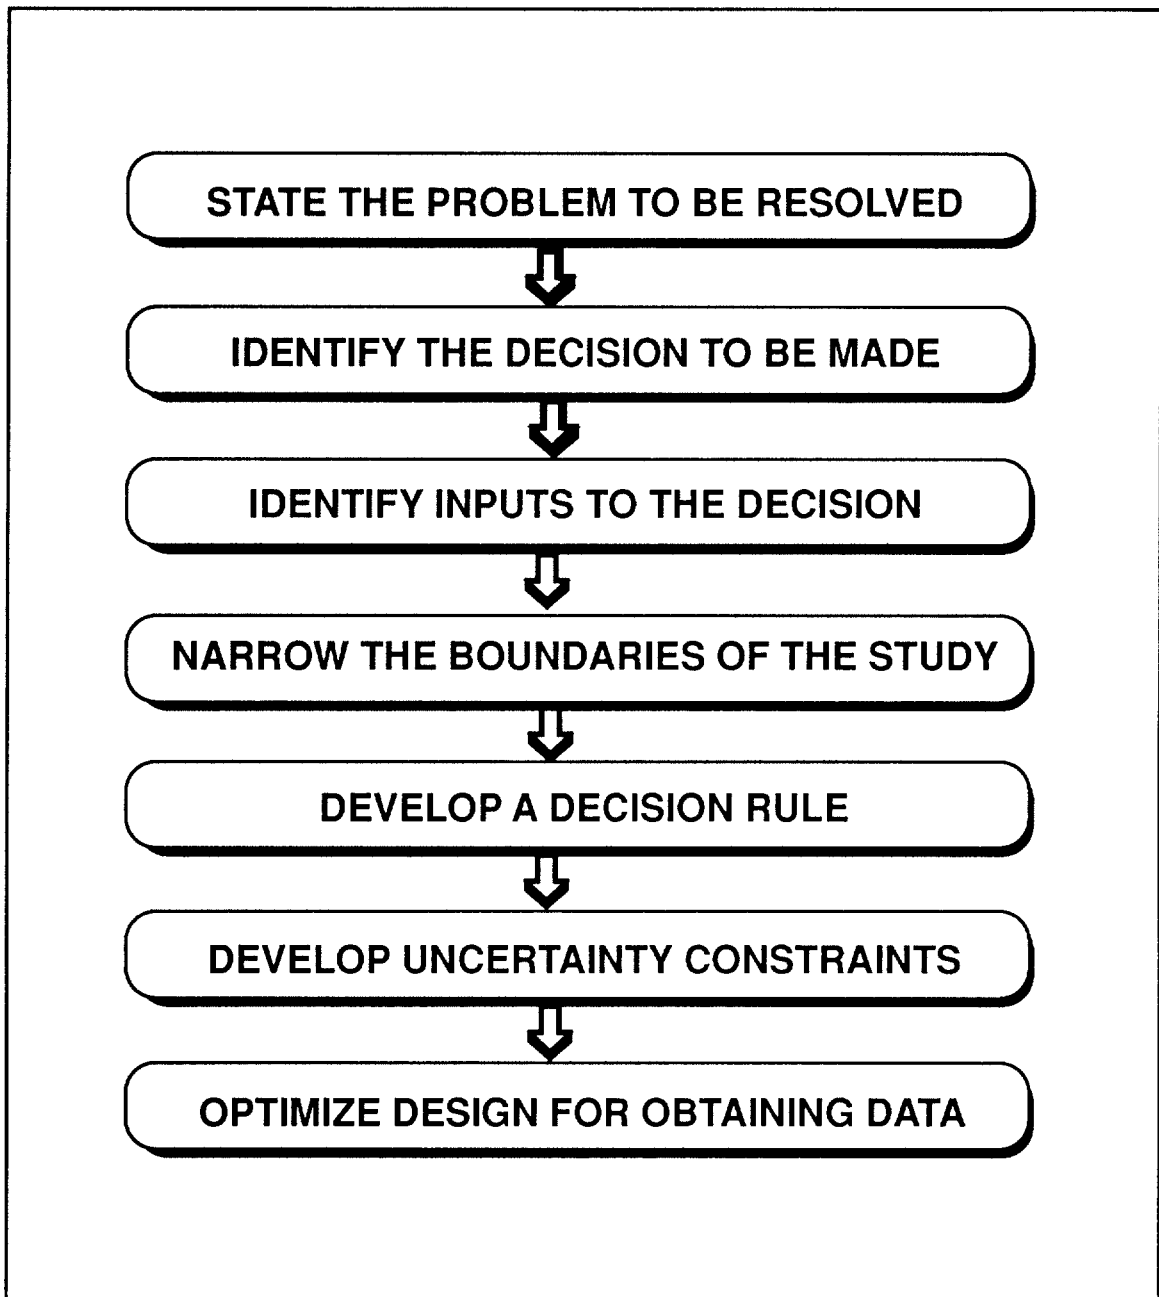 STATE THE PROBLEM TO BE RESOLVED
IDENTIFY THE DECISION TO BE MADE
IDENTIFY INPUTS TO THE DECISION
NARROW THE BOUNDARIES OF THE STUDY
DEVELOP A DECISION RULE
DEVELOP UNCERTAINTY CONSTRAINTS
OPTIMIZE DESIGN FOR OBTAINING DATA